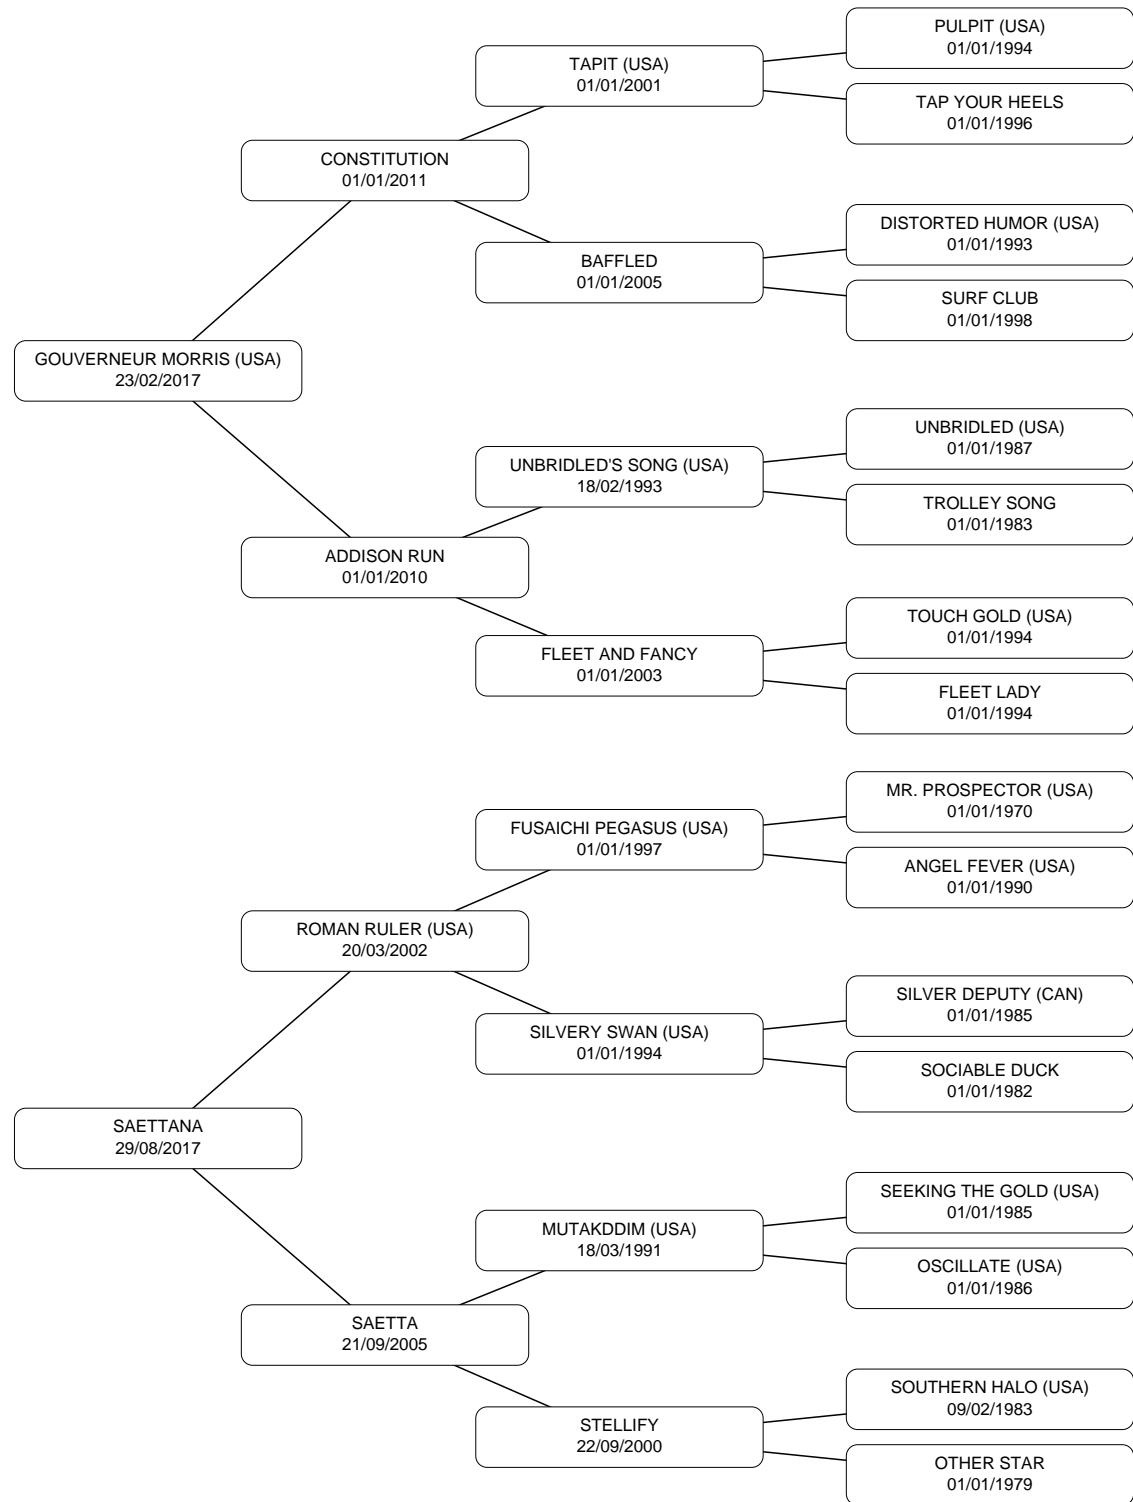 PULPIT (USA)
01/01/1994
TAPIT (USA)
01/01/2001
TAP YOUR HEELS
01/01/1996
CONSTITUTION
01/01/2011
DISTORTED HUMOR (USA)
01/01/1993
BAFFLED
01/01/2005
SURF CLUB
01/01/1998
GOUVERNEUR MORRIS (USA)
23/02/2017
UNBRIDLED (USA)
01/01/1987
UNBRIDLED'S SONG (USA)
18/02/1993
TROLLEY SONG
01/01/1983
ADDISON RUN
01/01/2010
TOUCH GOLD (USA)
01/01/1994
FLEET AND FANCY
01/01/2003
FLEET LADY
01/01/1994
MR. PROSPECTOR (USA)
01/01/1970
FUSAICHI PEGASUS (USA)
01/01/1997
ANGEL FEVER (USA)
01/01/1990
ROMAN RULER (USA)
20/03/2002
SILVER DEPUTY (CAN)
01/01/1985
SILVERY SWAN (USA)
01/01/1994
SOCIABLE DUCK
01/01/1982
SAETTANA
29/08/2017
SEEKING THE GOLD (USA)
01/01/1985
MUTAKDDIM (USA)
18/03/1991
OSCILLATE (USA)
01/01/1986
SAETTA
21/09/2005
SOUTHERN HALO (USA)
09/02/1983
STELLIFY
22/09/2000
OTHER STAR
01/01/1979